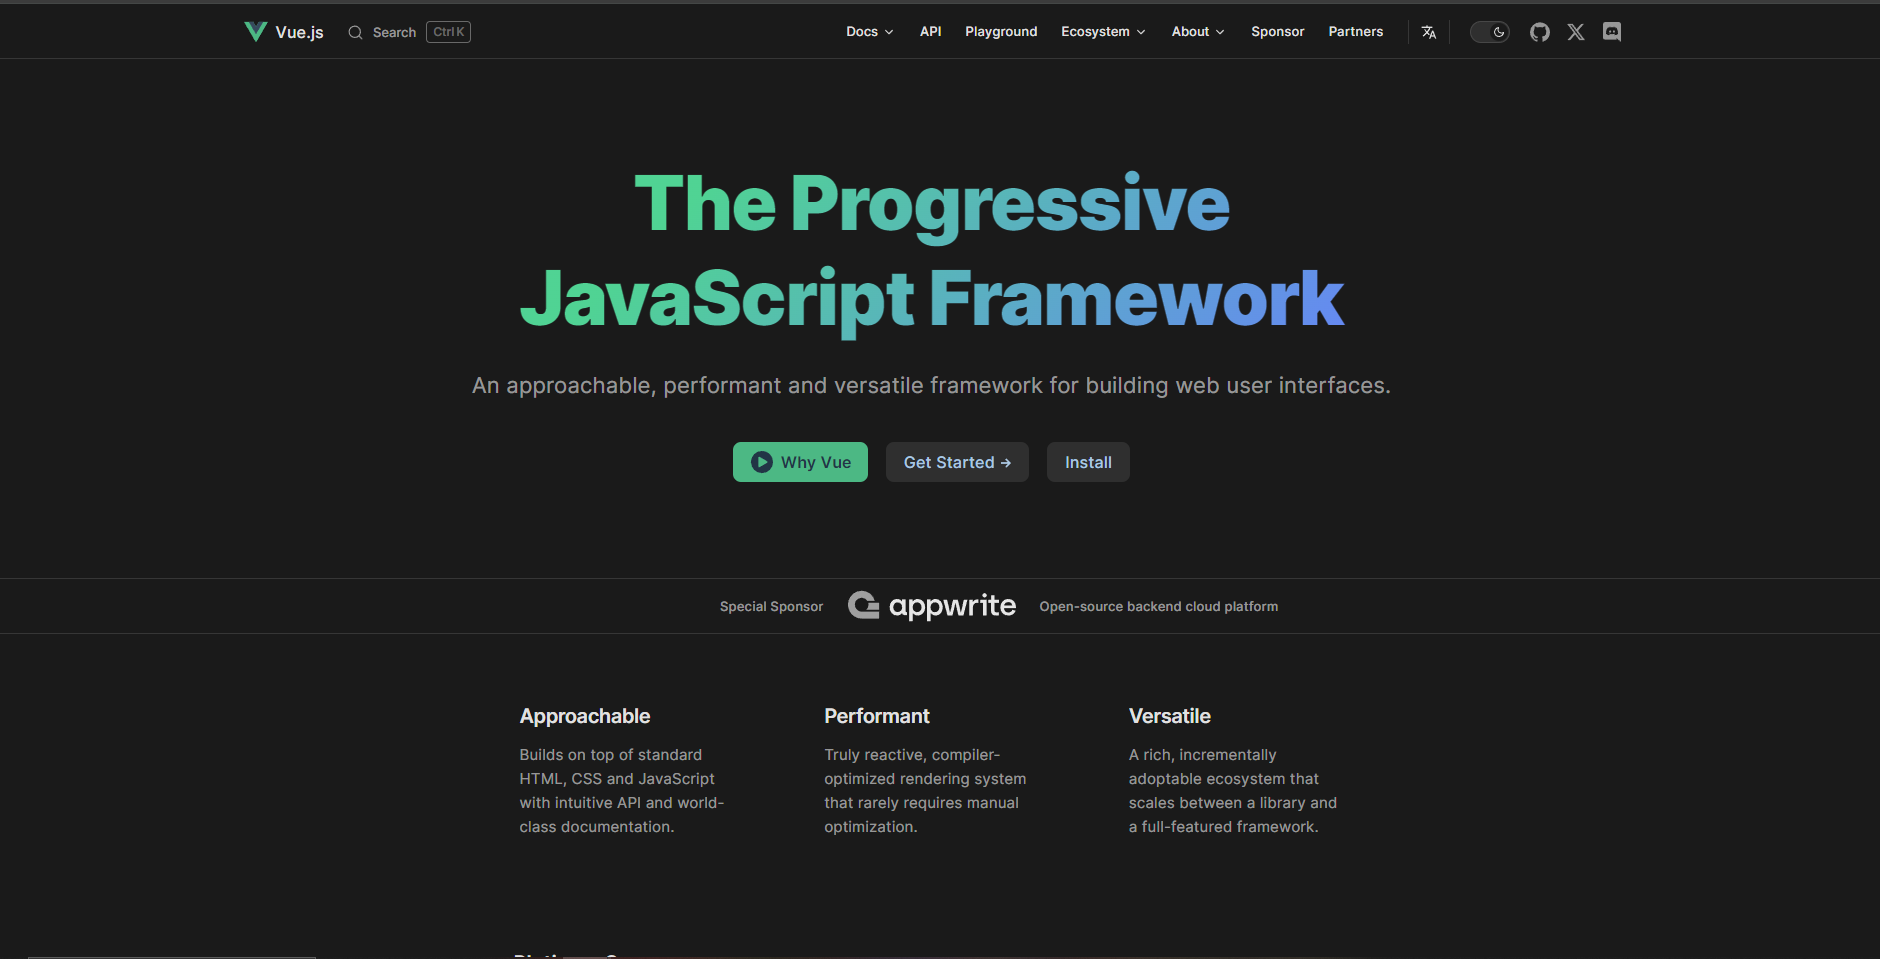 Vue.js Search Ctrl K Docs API Playground Ecosystem About Sponsor Partners
The Progressive
JavaScript Framework
An approachable, performant and versatile framework for building web user interfaces.
Why Vue Get Started → Install
Special Sponsor appwrite Open-source backend cloud platform
Approachable
Builds on top of standard
HTML, CSS and JavaScript
with intuitive API and world-
class documentation.
Performant
Truly reactive, compiler-
optimized rendering system
that rarely requires manual
optimization.
Versatile
A rich, incrementally
adoptable ecosystem that
scales between a library and
a full-featured framework.